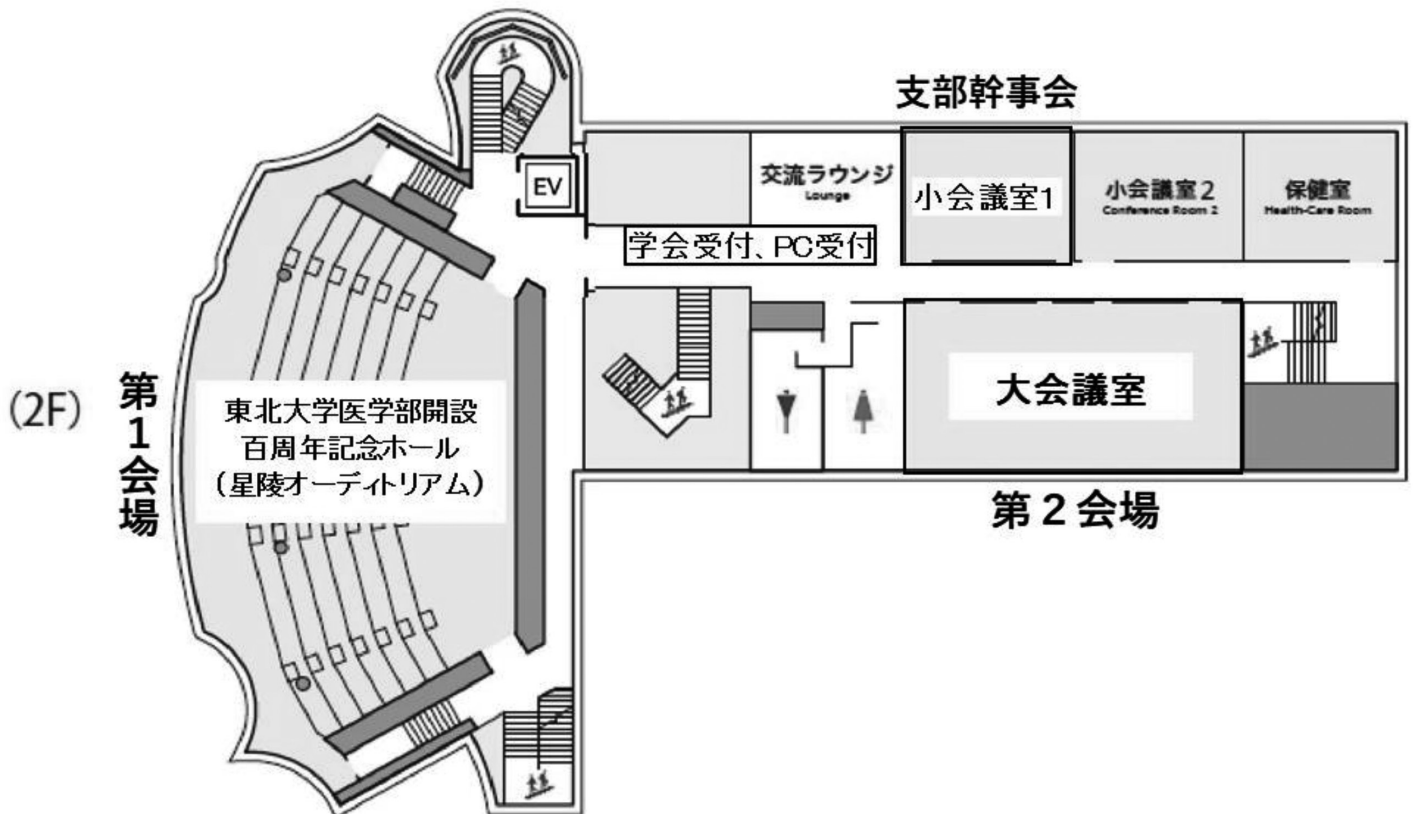 支部幹事会
EV
交流ラウンジ
Lounge
小会議室1
小会議室2
Conference Room 2
保健室
Health-Care Room
学会受付、PC受付
(2F)
第1会場
東北大学医学部開設
百周年記念ホール
(星陵オーディトリアム)
大会議室
第2会場